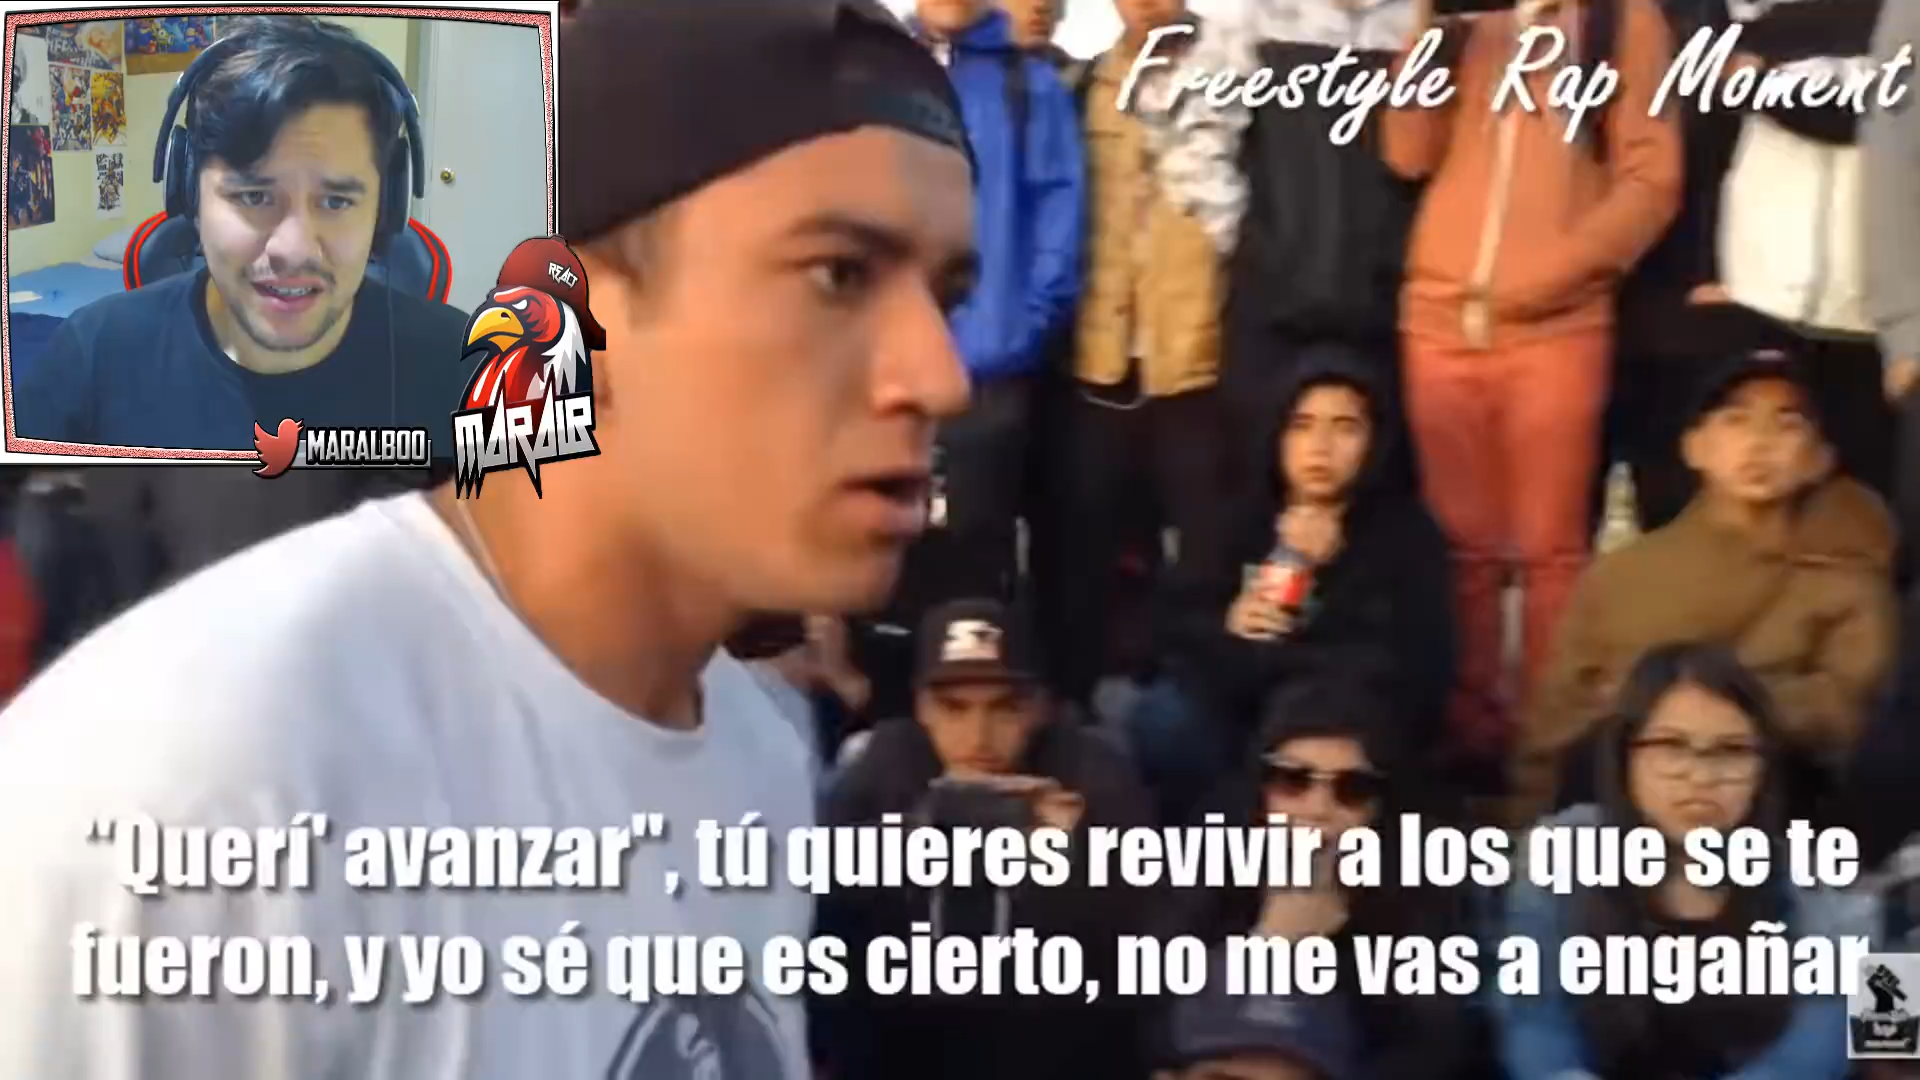 Freestyle Rap Moment
REACT
MARALB
MARALBOO
"Querí' avanzar", tú quieres revivir a los que se te
fueron, y yo sé que es cierto, no me vas a engañar